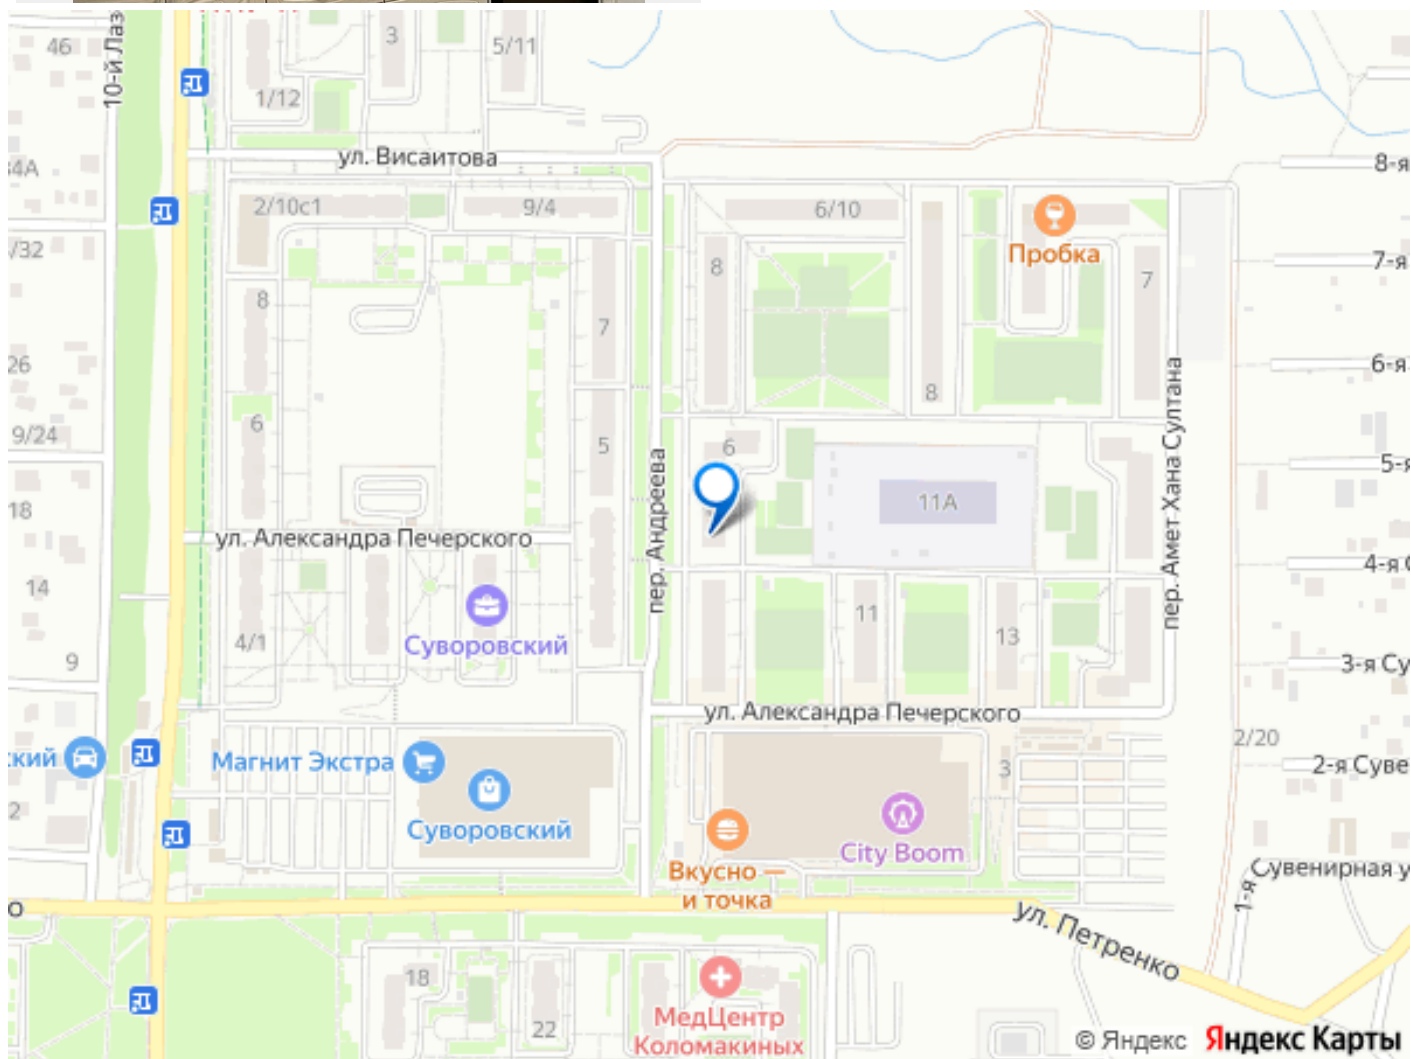 46
10-й Лаз
3
5/11
1/12
ул. Висаитова
8-я
34А
2/10с1
9/4
6/10
Пробка
/32
8
7-я
7
8
7
26
6-я
8
6
9/24
5
6
пер. Андреева
пер. Амет Хана Султана
5-я
18
11А
ул. Александра Печерского
4-я С
14
11
4/1
Суворовский
13
9
3-я Су
ул. Александра Печерского
2/20
ский
Магнит Экстра
3
2-я Суве
2
Суворовский
City Boom
Вкусно —
и точка
1-я
Сувенирная у
о
ул. Петренко
18
22
МедЦентр
Коломакиных
© Яндекс Яндекс Карты